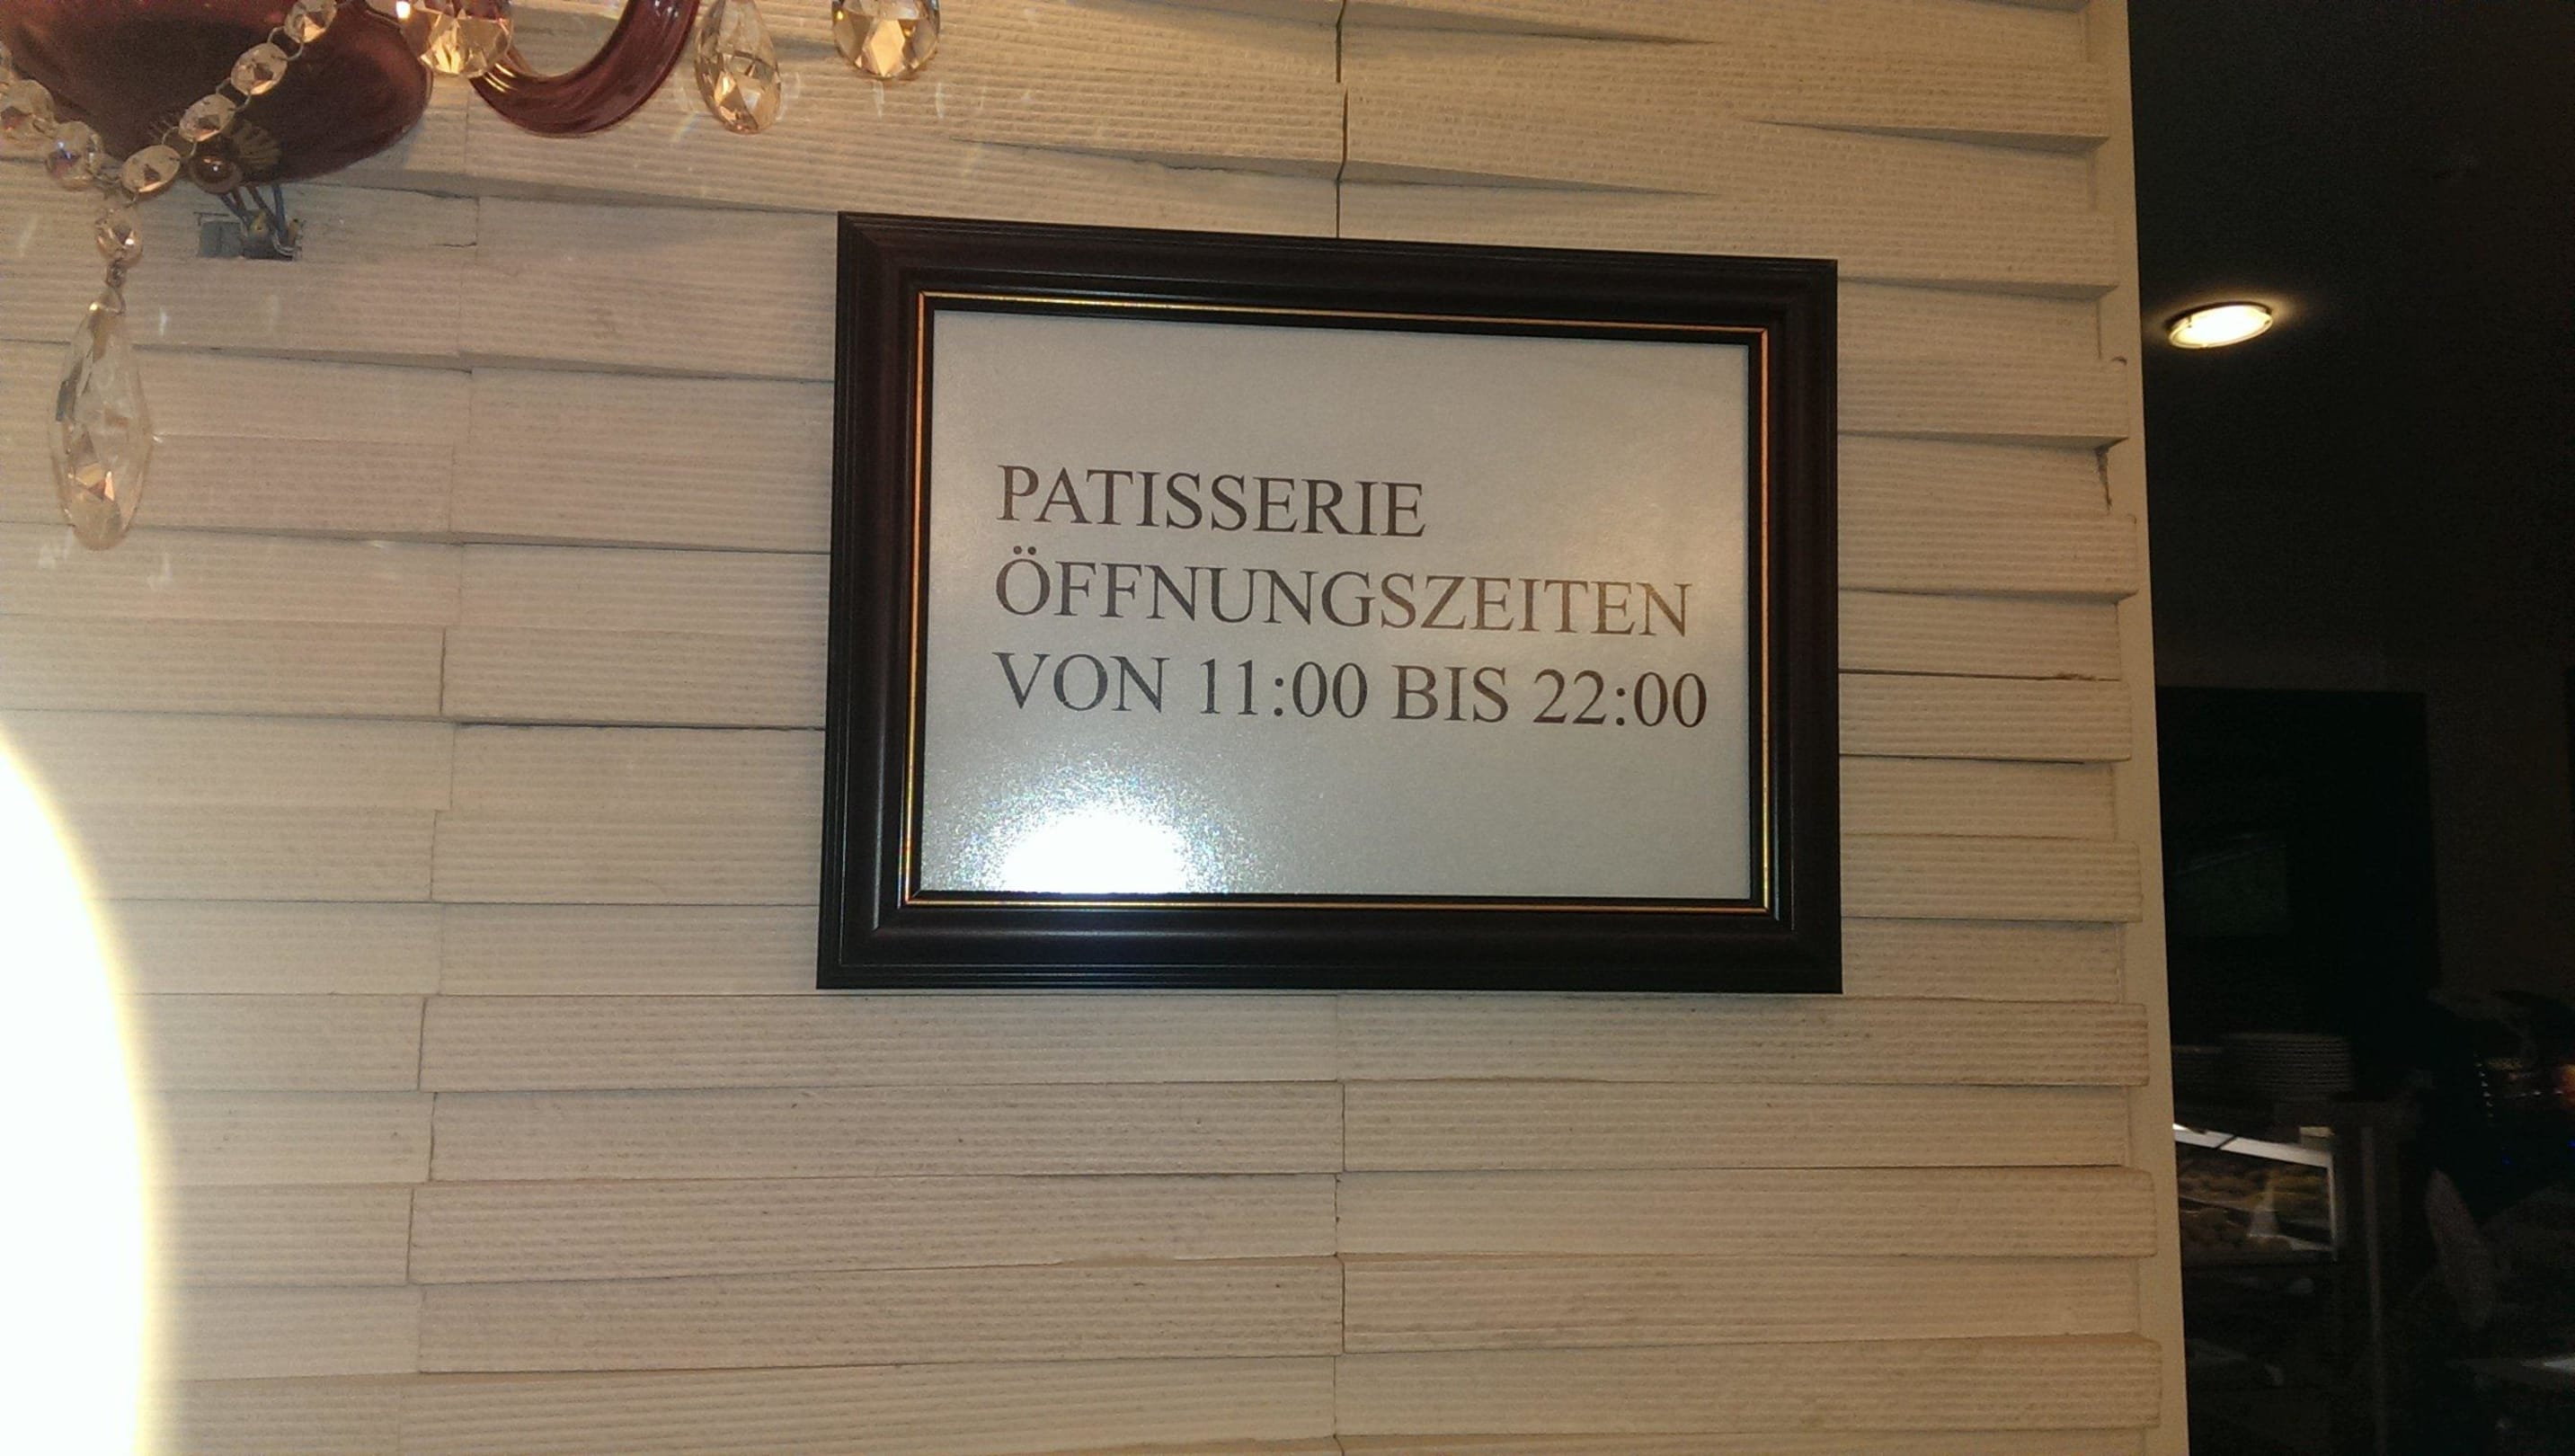 PATISSERIE
ÖFFNUNGSZEITEN
VON 11:00 BIS 22:00